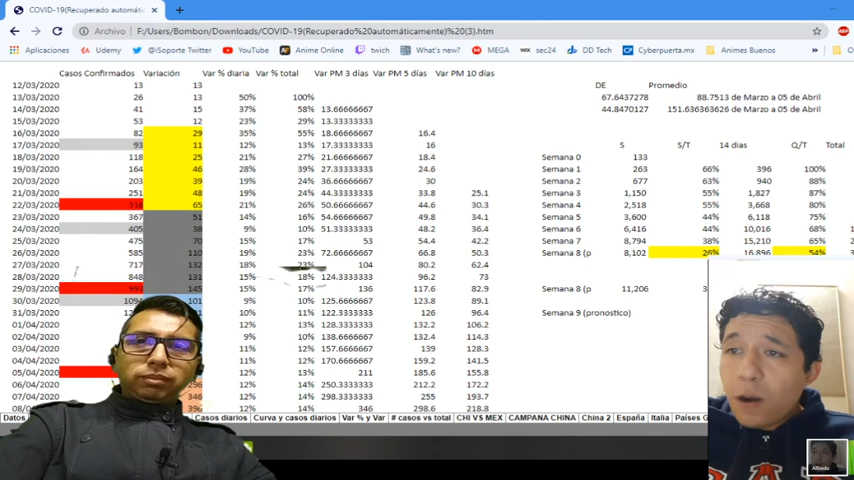 COVID-19(Recuperado automática
Archivo | F:/Users/Bombon/Downloads/COVID-19(Recuperado%20automáticamente)%20(3).htm
Aplicaciones Udemy @iSoporte Twitter YouTube Anime Online twich What's new? MEGA sec24 DD Tech Cyberpuerta.mx Animes Buenos
Casos Confirmados Variación Var % diaria Var % total Var PM 3 días Var PM 5 días Var PM 10 días DE Promedio
12/03/2020 13 13
13/03/2020 26 13 50% 100% 67.6437278 88.7513 de Marzo a 05 de Abril
14/03/2020 41 15 37% 58% 13.66666667 44.8470127 151.636363626 de Marzo a 05 de Abril
15/03/2020 53 12 23% 29% 13.33333333
16/03/2020 82 29 35% 55% 18.66666667 16.4
17/03/2020 93 11 12% 13% 17.33333333 16 S S/T 14 dias Q/T Total
18/03/2020 118 25 21% 27% 21.66666667 18.4 Semana 0 133
19/03/2020 164 46 28% 39% 27.33333333 24.6 Semana 1 263 66% 396 100%
20/03/2020 203 39 19% 24% 36.66666667 30 Semana 2 677 63% 940 88%
21/03/2020 251 48 19% 24% 44.33333333 33.8 25.1 Semana 3 1,150 55% 1,827 87%
22/03/2020 316 65 21% 26% 50.66666667 44.6 30.3 Semana 4 2,518 55% 3,668 80%
23/03/2020 367 51 14% 16% 54.66666667 49.8 34.1 Semana 5 3,600 44% 6,118 75%
24/03/2020 405 38 9% 10% 51.33333333 48.2 36.4 Semana 6 6,416 44% 10,016 68%
25/03/2020 475 70 15% 17% 53 54.4 42.2 Semana 7 8,794 38% 15,210 65%
26/03/2020 585 110 19% 23% 72.66666667 66.8 50.3 Semana 8 (p 8,102 26% 16,896 54%
27/03/2020 717 132 18% 23% 104 80.2 62.4
28/03/2020 848 131 15% 18% 124.3333333 96.2 73
29/03/2020 993 145 15% 17% 136 117.6 82.9 Semana 8 (p 11,206
30/03/2020 1094 101 9% 10% 125.6666667 123.8 89.1
31/03/2020 10% 11% 122.3333333 126 96.4 Semana 9 (pronostico)
01/04/2020 12% 13% 128.3333333 132.2 106.2
02/04/2020 9% 10% 138.6666667 132.4 114.3
03/04/2020 12% 13% 157.6666667 139 128.3
04/04/2020 11% 12% 170.6666667 159.2 141.5
05/04/2020 12% 13% 211 185.6 155.8
06/04/2020 296 12% 14% 250.3333333 212.2 172.2
07/04/2020 346 12% 14% 298.3333333 255 193.7
396 12% 14% 346 298.6 218.8
Datos Casos diarios Curva y casos diarios Var % y Var # casos vs total CHI VS MEX CAMPANA CHINA China 2 España Italia Países
Alfredo